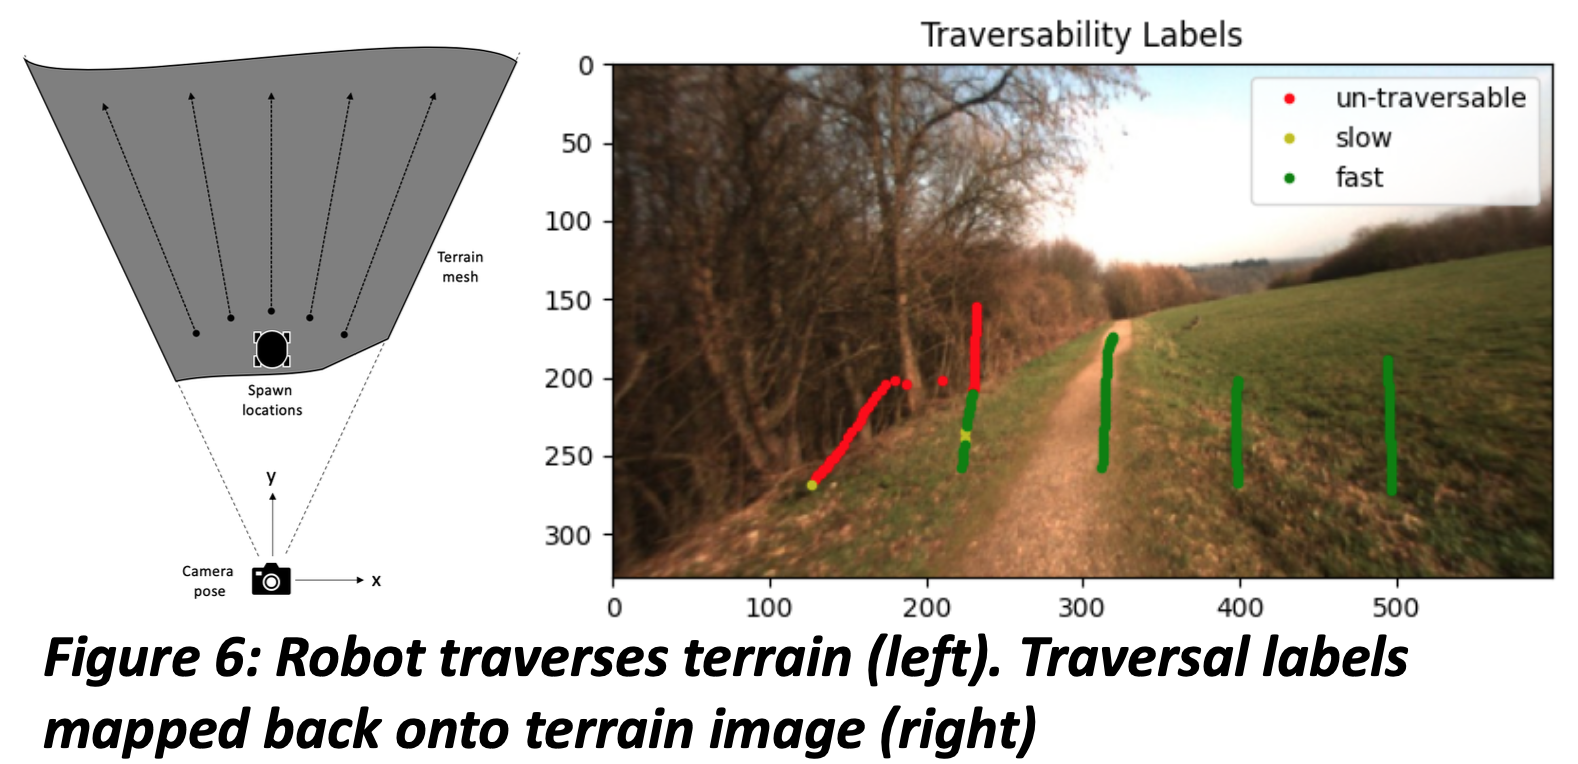 Terrain
mesh
Spawn
locations
y
x
Camera
pose
Traversability Labels
un-traversable
slow
fast
0
50
100
150
200
250
300
0
100
200
300
400
500
Figure 6: Robot traverses terrain (left). Traversal labels
mapped back onto terrain image (right)